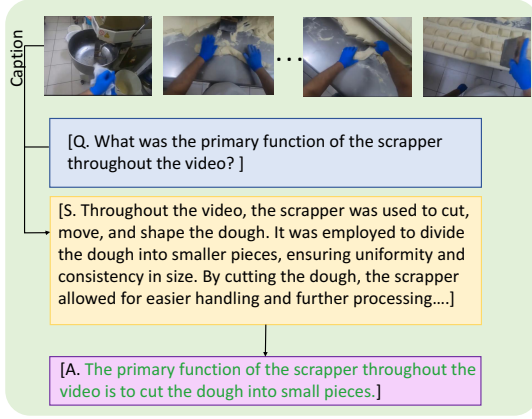 Caption
[Q. What was the primary function of the scrapper
throughout the video? ]
[S. Throughout the video, the scrapper was used to cut,
move, and shape the dough. It was employed to divide
the dough into smaller pieces, ensuring uniformity and
consistency in size. By cutting the dough, the scrapper
allowed for easier handling and further processing....]
[A. The primary function of the scrapper throughout the
video is to cut the dough into small pieces.]